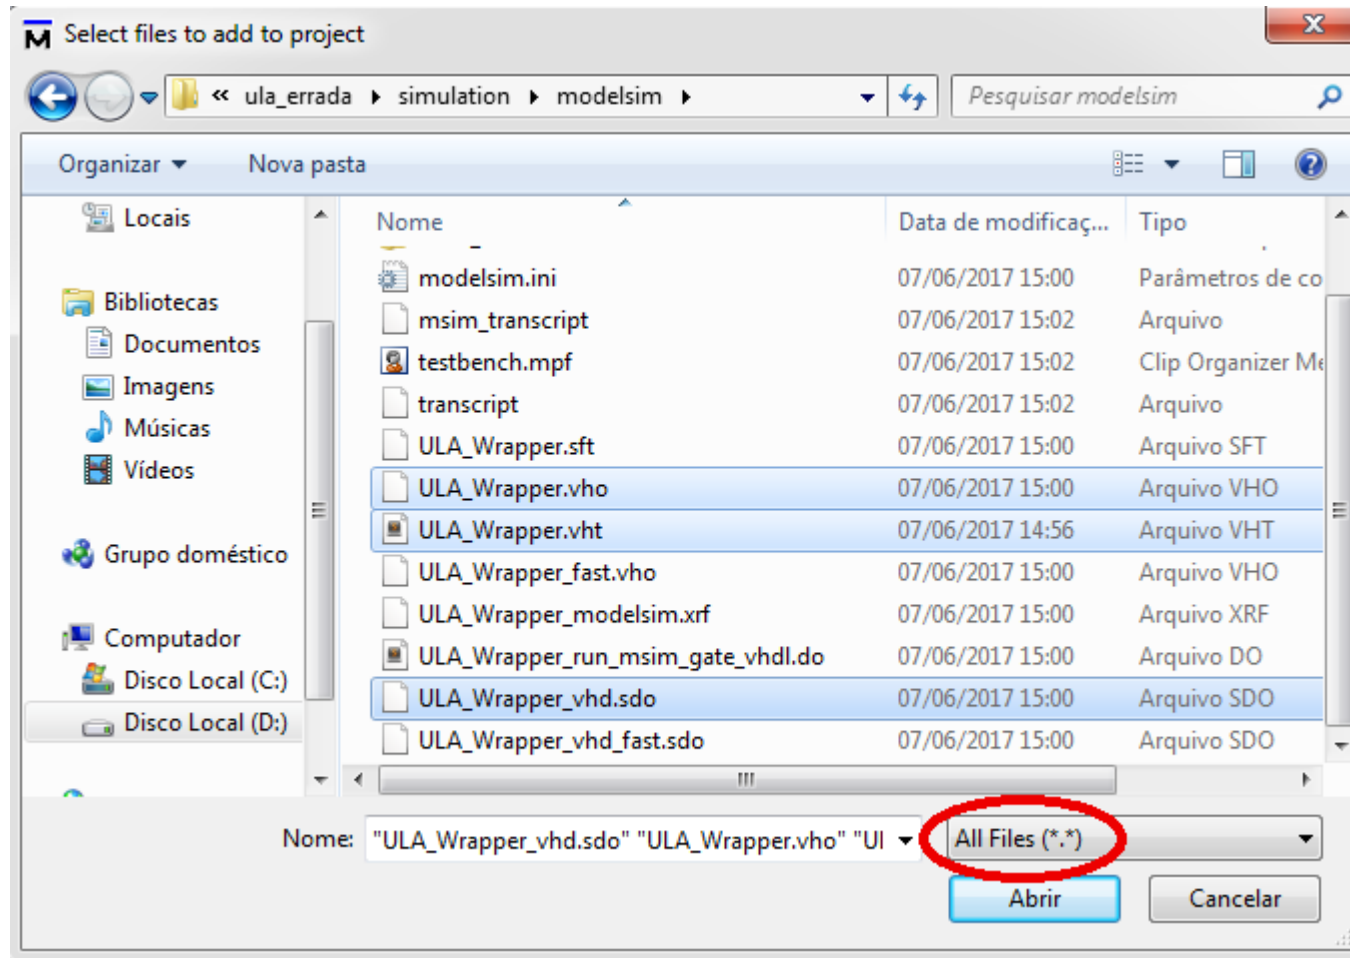 M Select files to add to project
« ula_errada simulation modelsim Pesquisar modelsim
Organizar Nova pasta
Locais
Bibliotecas
Documentos
Imagens
Músicas
Vídeos
Grupo doméstico
Computador
Disco Local (C:)
Disco Local (D:)
Nome Data de modificaç... Tipo
modelsim.ini 07/06/2017 15:00 Parâmetros de co
msim_transcript 07/06/2017 15:02 Arquivo
testbench.mpf 07/06/2017 15:02 Clip Organizer Me
transcript 07/06/2017 15:02 Arquivo
ULA_Wrapper.sft 07/06/2017 15:00 Arquivo SFT
ULA_Wrapper.vho 07/06/2017 15:00 Arquivo VHO
ULA_Wrapper.vht 07/06/2017 14:56 Arquivo VHT
ULA_Wrapper_fast.vho 07/06/2017 15:00 Arquivo VHO
ULA_Wrapper_modelsim.xrf 07/06/2017 15:00 Arquivo XRF
ULA_Wrapper_run_msim_gate_vhdl.do 07/06/2017 15:00 Arquivo DO
ULA_Wrapper_vhd.sdo 07/06/2017 15:00 Arquivo SDO
ULA_Wrapper_vhd_fast.sdo 07/06/2017 15:00 Arquivo SDO
Nome: "ULA_Wrapper_vhd.sdo" "ULA_Wrapper.vho" "Ul All Files (*.*)
Abrir Cancelar